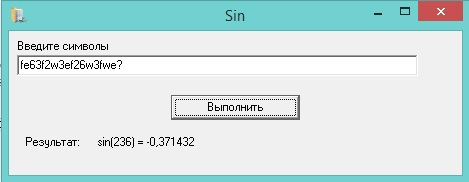 Sin
Введите символы
fe63f2w3ef26w3fwe?
Выполнить
Результат: sin(236) = -0,371432